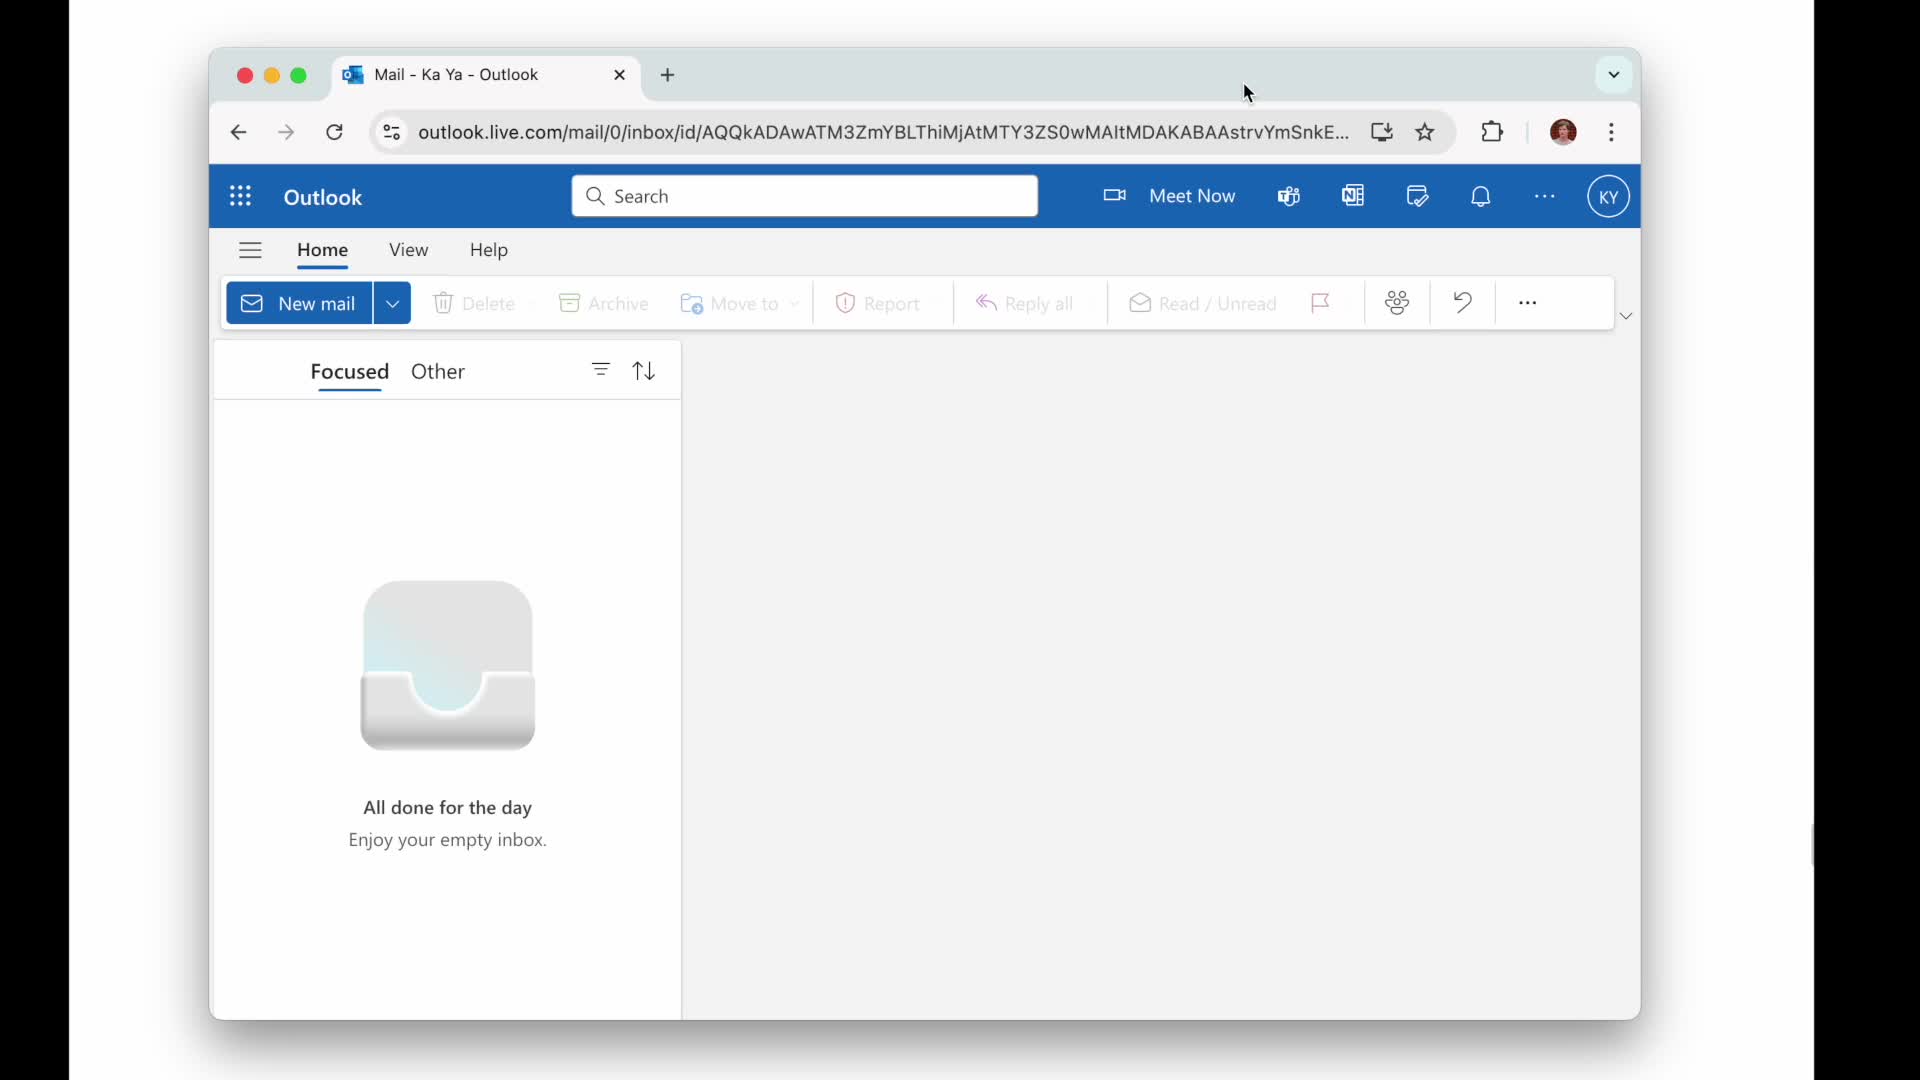 Mail - Ka Ya - Outlook
outlook.live.com/mail/0/inbox/id/AQQkADAwATM3ZmYBLThiMjAtMTY3ZS0wMAItMDAKABAAstrvYmSnkE...
Outlook
Search
Meet Now
KY
Home View Help
New mail Delete Archive Move to Report Reply all Read / Unread
Focused Other
All done for the day
Enjoy your empty inbox.